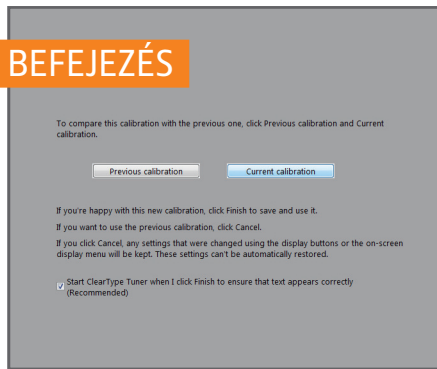 BEFEJEZÉS
To compare this calibration with the previous one, click Previous calibration and Current
calibration.
Previous calibration
Current calibration
If you're happy with this new calibration, click Finish to save and use it.
If you want to use the previous calibration, click Cancel.
If you click Cancel, any settings that were changed using the display buttons or the on-screen
display menu will be kept. These settings can't be automatically restored.
Start ClearType Tuner when I click Finish to ensure that text appears correctly
(Recommended)